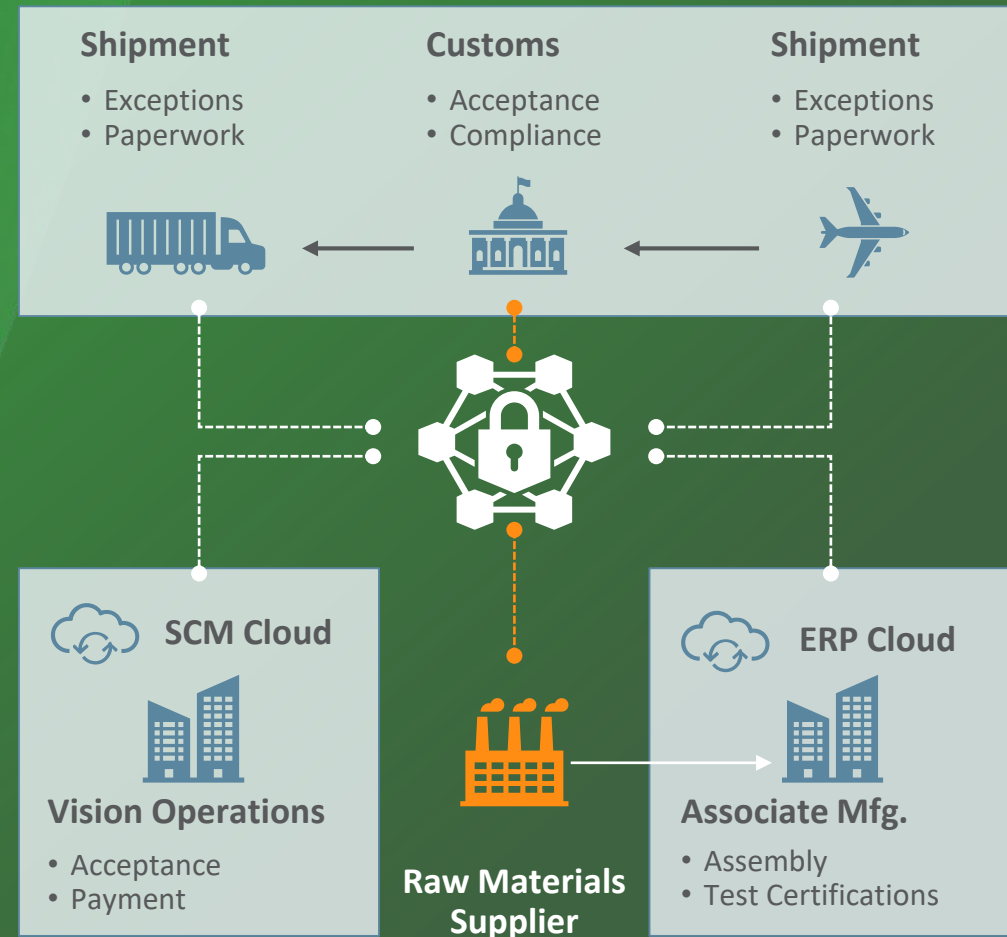 Shipment
• Exceptions
• Paperwork
Customs
• Acceptance
• Compliance
Shipment
• Exceptions
• Paperwork
SCM Cloud
Vision Operations
• Acceptance
• Payment
Raw Materials
Supplier
ERP Cloud
Associate Mfg.
• Assembly
• Test Certifications